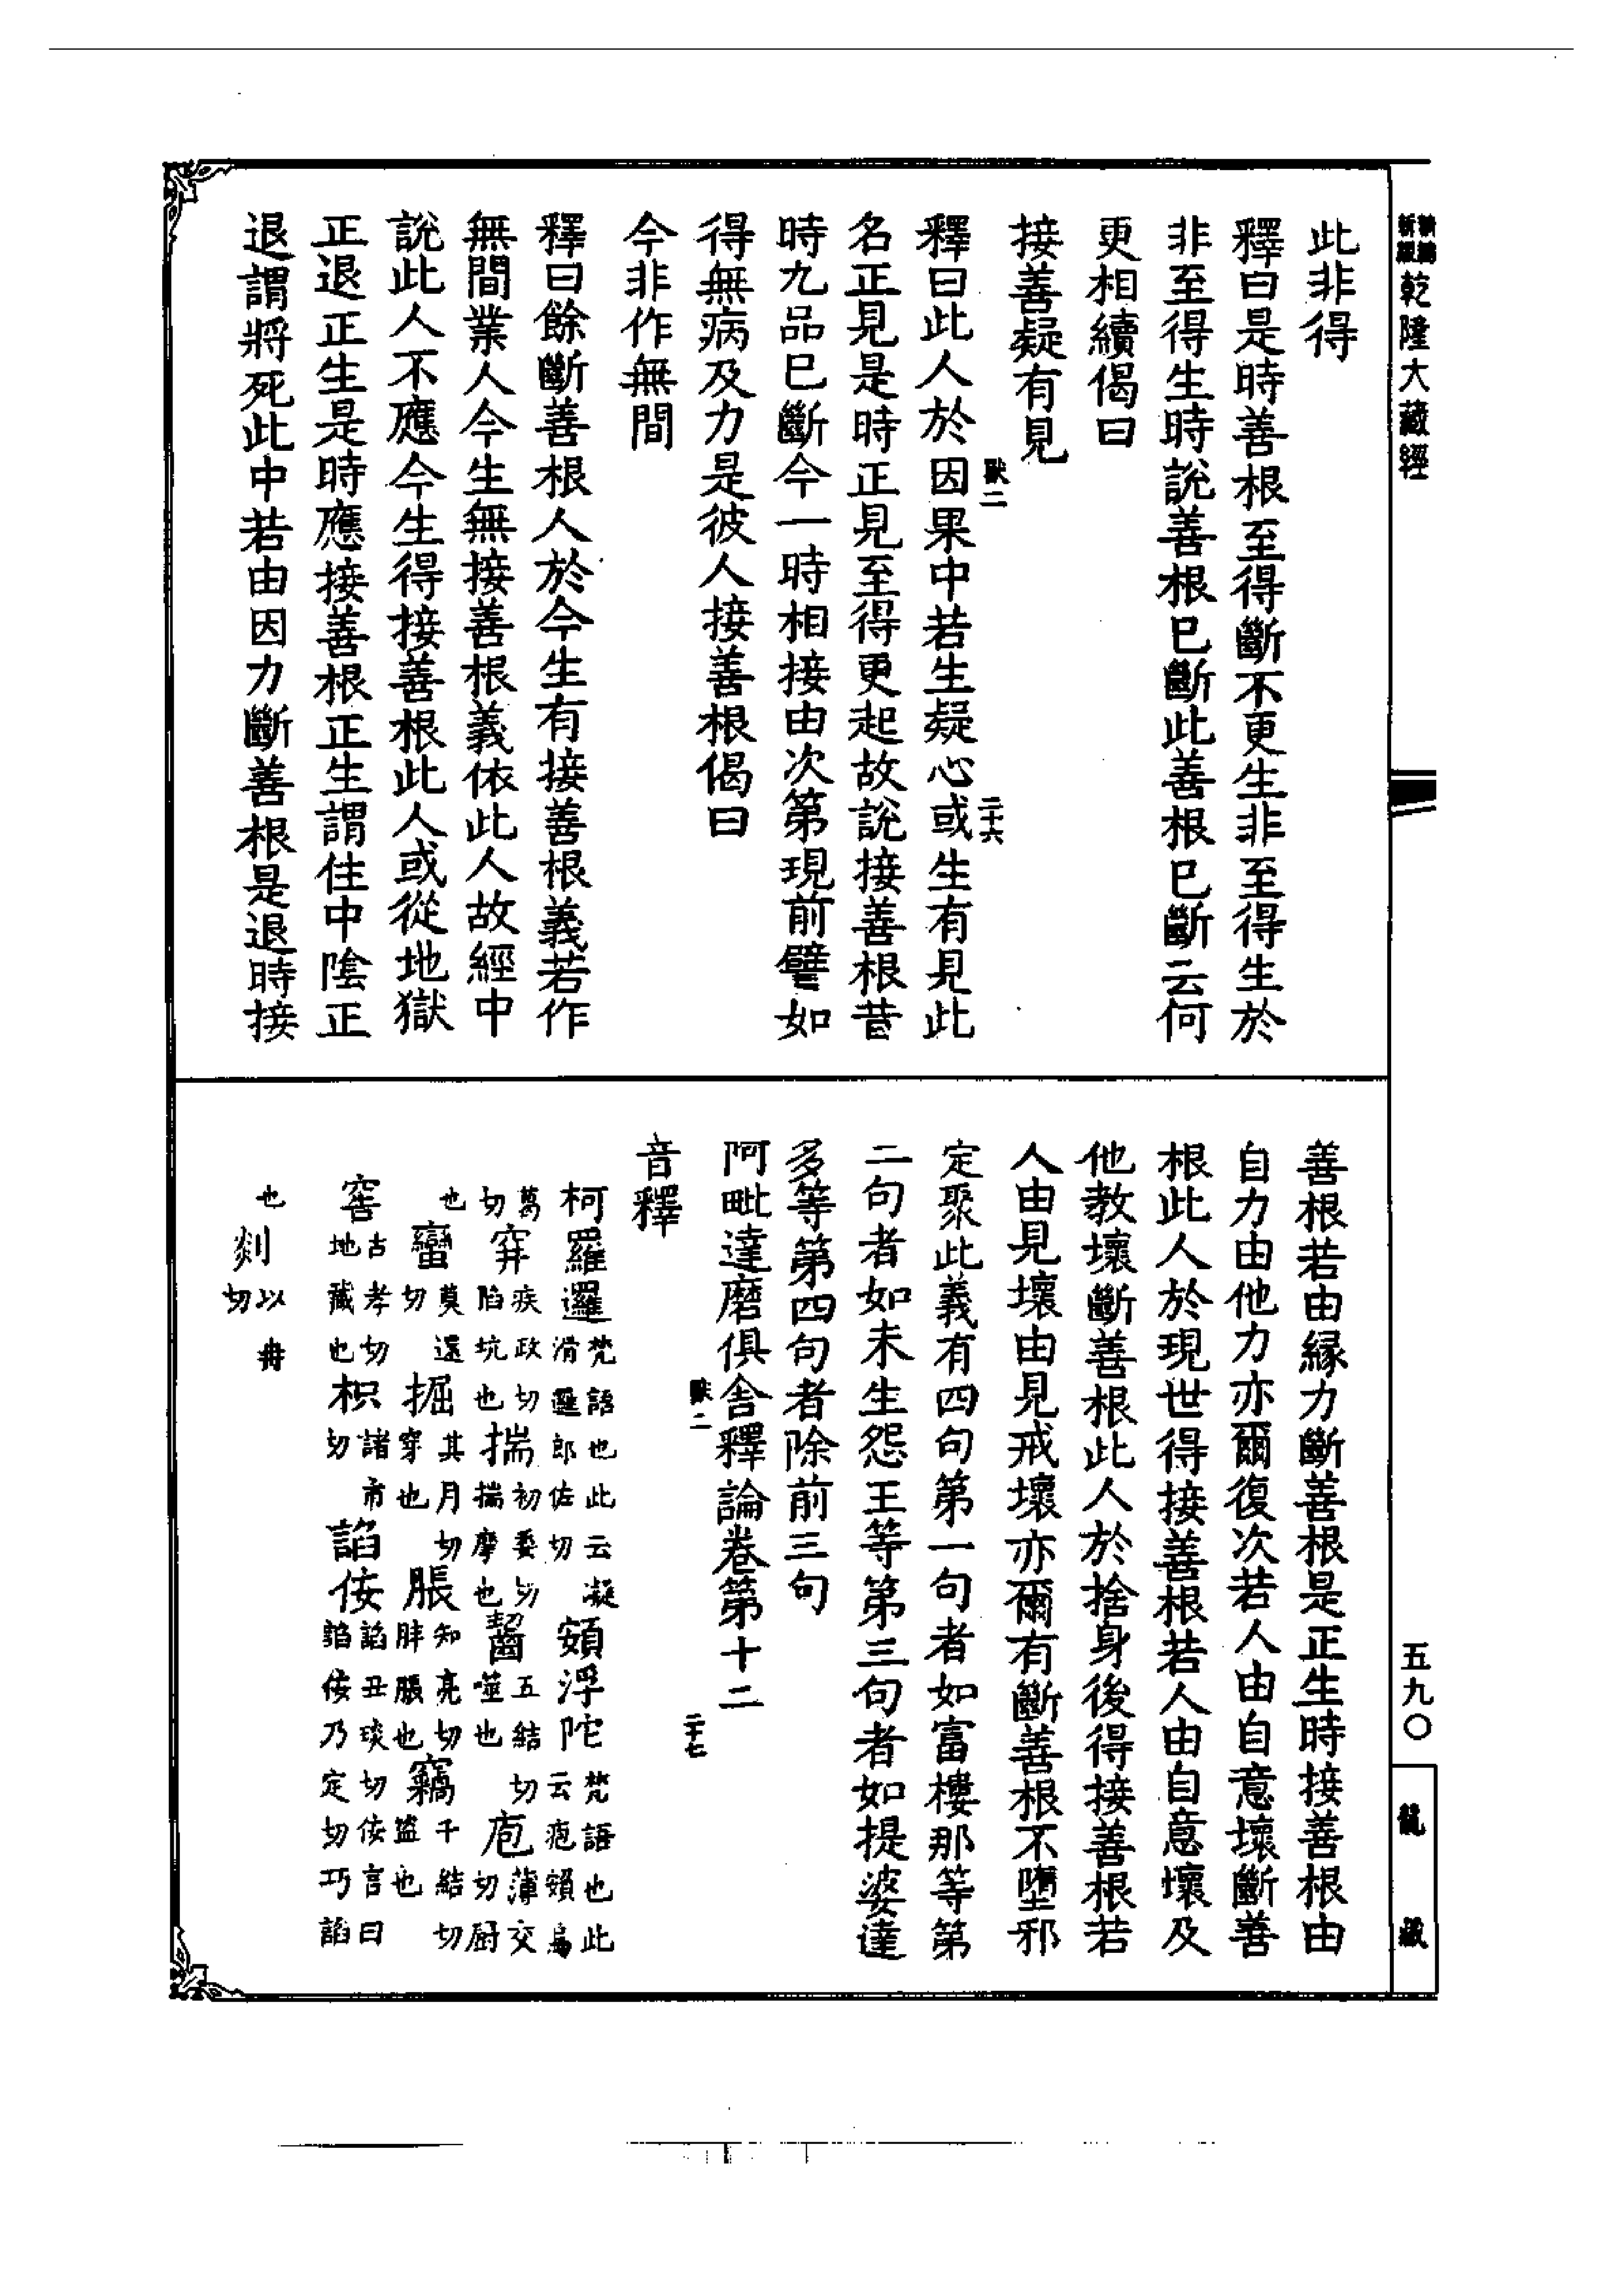 新編
新縮
乾隆大藏經
此非得
釋曰是時善根至得斷不更生非至得生於
非至得生時說善根已斷此善根已斷云何
更相續偈曰
接善疑有見
釋曰此人於因果中若生疑心或生有見此
名正見是時正見至得更起故說接善根昔
時九品已斷今一時相接由次第現前譬如
得無病及力是彼人接善根偈曰
今非作無間
釋曰餘斷善根人於今生有接善根義若作
無間業人今生無接善根義依此人故經中
說此人不應今生得接善根此人或從地獄
正退正生是時應接善根正生謂住中陰正
退謂將死此中若由因力斷善根是退時接
二十六
善根若由緣力斷善根是正生時接善根由
自力由他力亦爾復次若人由自意壞斷善
根此人於現世得接善根若人由自意壞及
他教壞斷善根此人於捨身後得接善根若
人由見壞由見戒壞亦爾有斷善根不墮邪
定聚此義有四句第一句者如富樓那等第
二句者如未生怨王等第三句者如提婆達
多等第四句者除前三句
阿毗達磨俱舍釋論卷第十二
二十七
音釋
柯羅邏梵語也此云凝滑邏郎佐切頞浮陀梵語也此云疱頞烏
葛切穽疾政切陷坑也揣初委切揣摩也齧五結切噬也庖薄交切厨
也蠻莫還切掘其月切穿也脹知亮切胖脹也竊千結切盜也
窖古孝切地藏也枳諸市切諂佞諂丑琰切佞言曰諂佞乃定切巧諂
也剡以冉切
五九〇
龍藏